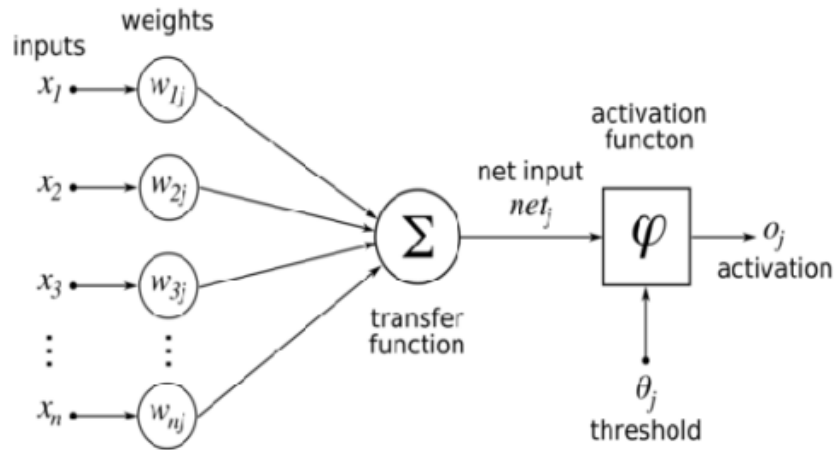 weights
inputs
x₁
w₁ⱼ
activation
functon
x₂
w₂ⱼ
net input
netⱼ
Σ
φ
oⱼ
activation
x₃
w₃ⱼ
transfer
function
⋮ ⋮
xₙ
wₙⱼ
θⱼ
threshold